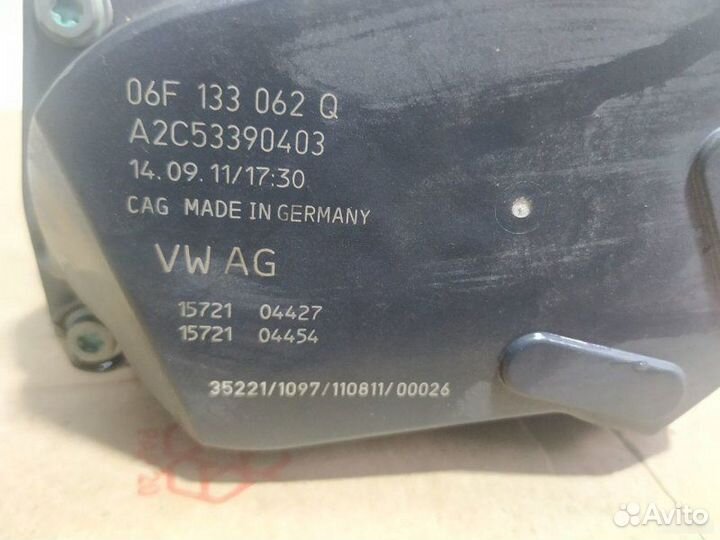 06F 133 062 Q
A2C53390403
14.09.11/17:30
CAG MADE IN GERMANY
VW AG
15721 04427
15721 04454
35221/1097/110811/00026
Avito